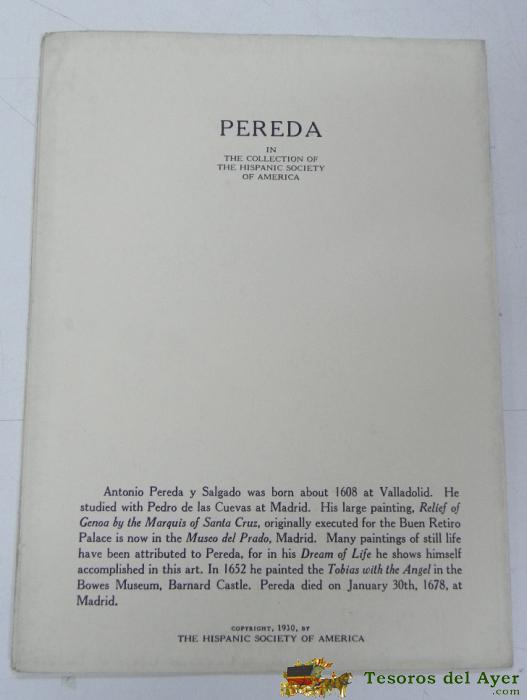 PEREDA
IN
THE COLLECTION OF
THE HISPANIC SOCIETY
OF AMERICA
Antonio Pereda y Salgado was born about 1608 at Valladolid. He
studied with Pedro de las Cuevas at Madrid. His large painting, Relief of
Genoa by the Marquis of Santa Cruz, originally executed for the Buen Retiro
Palace is now in the Museo del Prado, Madrid. Many paintings of still life
have been attributed to Pereda, for in his Dream of Life he shows himself
accomplished in this art. In 1652 he painted the Tobias with the Angel in the
Bowes Museum, Barnard Castle. Pereda died on January 30th, 1678, at
Madrid.
COPYRIGHT, 1930, BY
THE HISPANIC SOCIETY OF AMERICA
Tesoros del Ayer
.com